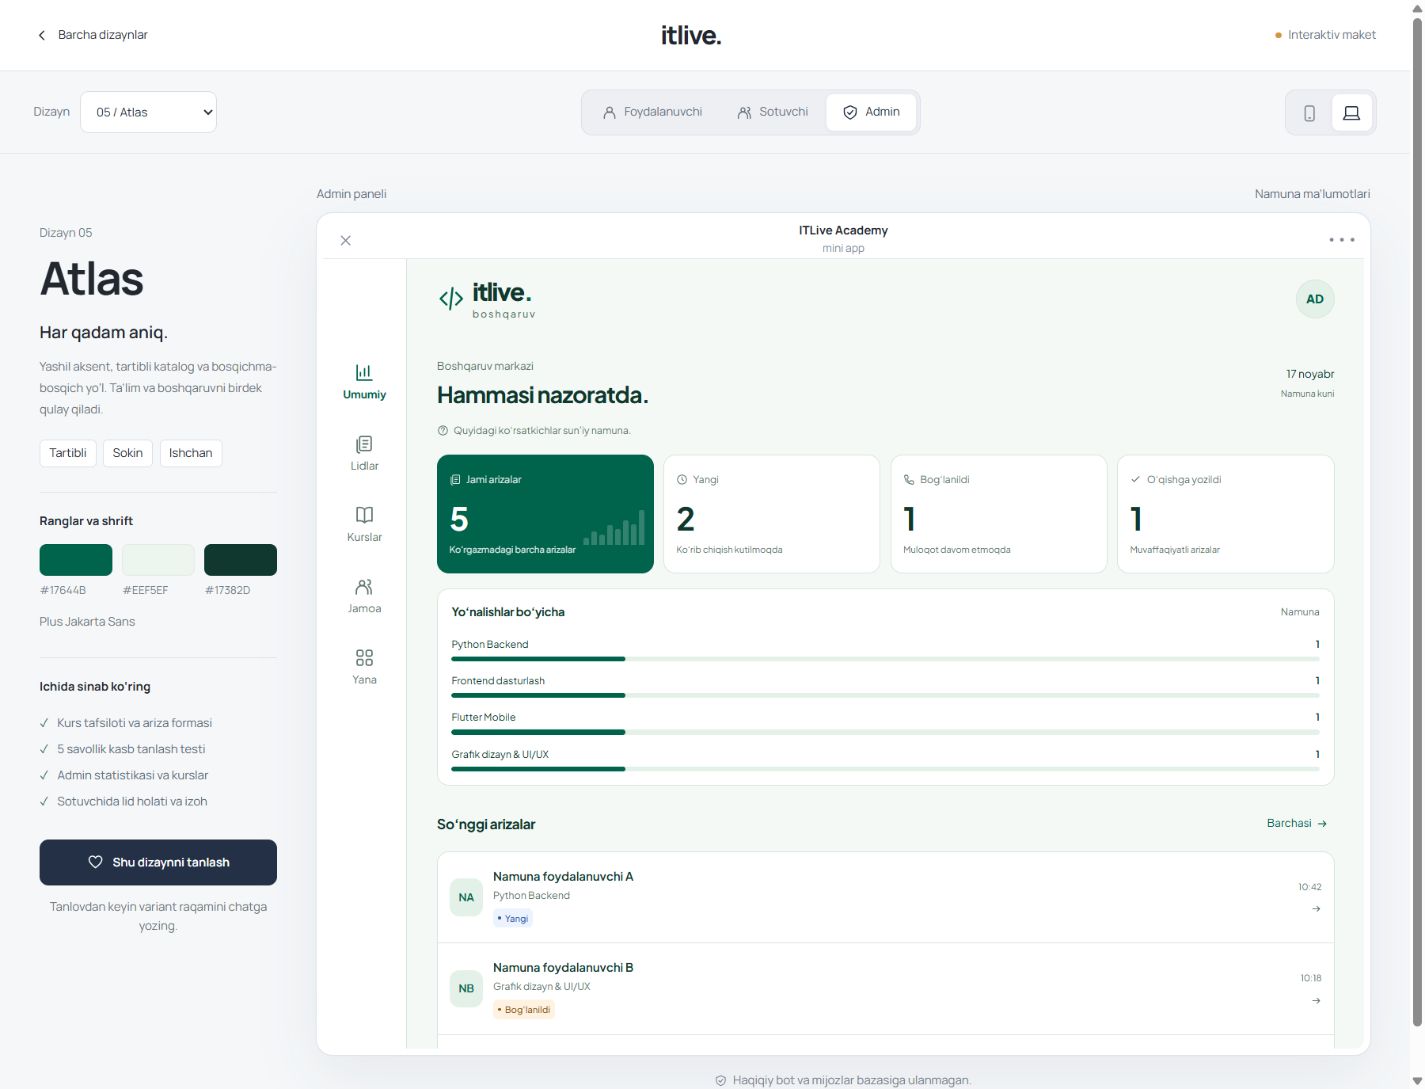 Barcha dizaynlar
itlive.
Interaktiv maket
Dizayn
05 / Atlas
Foydalanuvchi
Sotuvchi
Admin
Admin paneli
Namuna ma'lumotlari
Dizayn 05
Atlas
Har qadam aniq.
Yashil aksent, tartibli katalog va bosqichma-
bosqich yo'l. Ta'lim va boshqaruvni birdek
qulay qiladi.
Tartibli
Sokin
Ishchan
Ranglar va shrift
#17644B
#EEF5EF
#17382D
Plus Jakarta Sans
Ichida sinab ko'ring
Kurs tafsiloti va ariza formasi
5 savollik kasb tanlash testi
Admin statistikasi va kurslar
Sotuvchida lid holati va izoh
Shu dizaynni tanlash
Tanlovdan keyin variant raqamini chatga
yozing.
ITLive Academy
mini app
itlive.
boshqaruv
AD
Umumiy
Lidlar
Kurslar
Jamoa
Yana
Boshqaruv markazi
Hammasi nazoratda.
17 noyabr
Namuna kuni
Quyidagi ko‘rsatkichlar sun’iy namuna.
Jami arizalar
5
Ko‘rgazmadagi barcha arizalar
Yangi
2
Ko‘rib chiqish kutilmoqda
Bog‘lanildi
1
Muloqot davom etmoqda
O‘qishga yozildi
1
Muvaffaqiyatli arizalar
Yo‘nalishlar bo‘yicha
Namuna
Python Backend
1
Frontend dasturlash
1
Flutter Mobile
1
Grafik dizayn & UI/UX
1
So‘nggi arizalar
Barchasi →
NA
Namuna foydalanuvchi A
Python Backend
• Yangi
10:42
→
NB
Namuna foydalanuvchi B
Grafik dizayn & UI/UX
• Bog‘lanildi
10:18
→
Haqiqiy bot va mijozlar bazasiga ulanmagan.